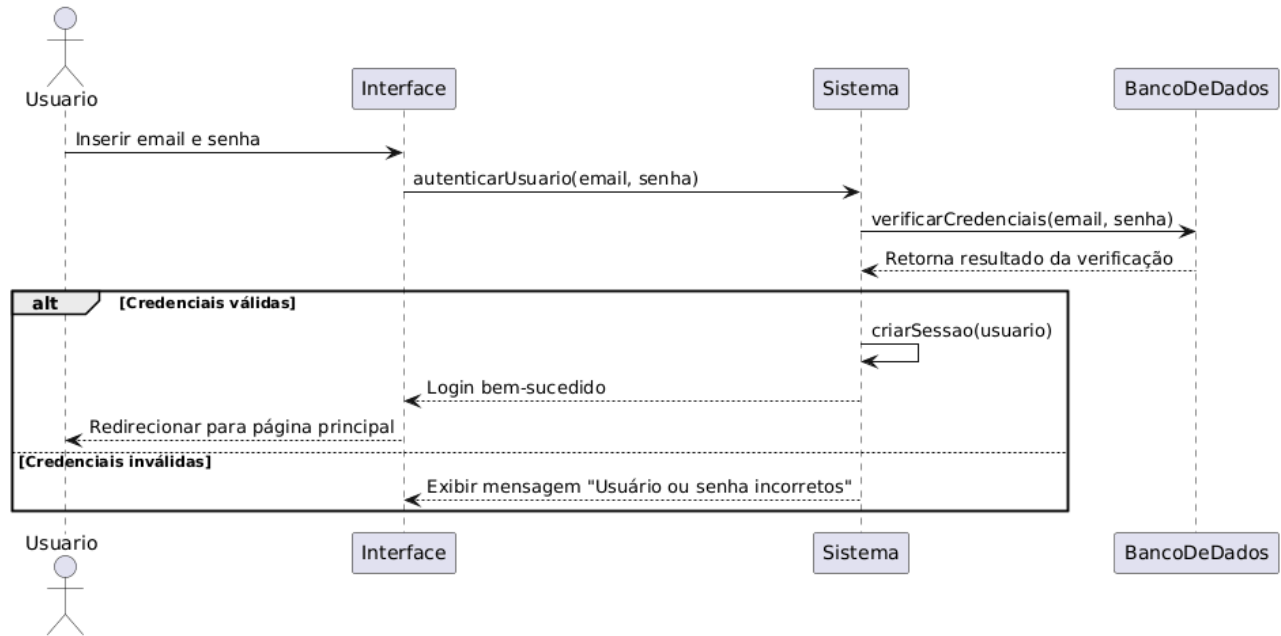 Usuario
Interface
Sistema
BancoDeDados
Inserir email e senha
autenticarUsuario(email, senha)
verificarCredenciais(email, senha)
Retorna resultado da verificação
alt [Credenciais válidas]
criarSessao(usuario)
Login bem-sucedido
Redirecionar para página principal
[Credenciais inválidas]
Exibir mensagem "Usuário ou senha incorretos"
Usuario
Interface
Sistema
BancoDeDados